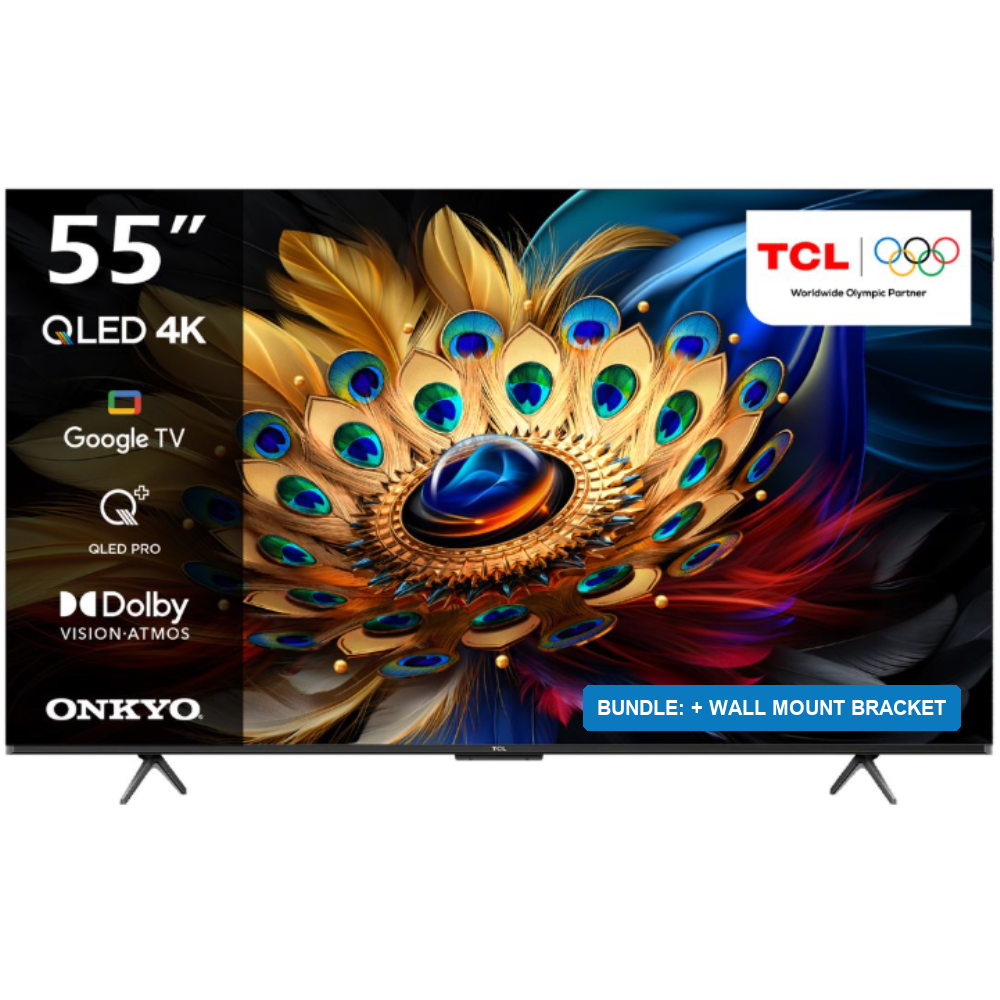 55"
QLED 4K
Google TV
Q+
QLED PRO
Dolby
VISION·ATMOS
ONKYO
TCL
Worldwide Olympic Partner
BUNDLE: + WALL MOUNT BRACKET
TCL